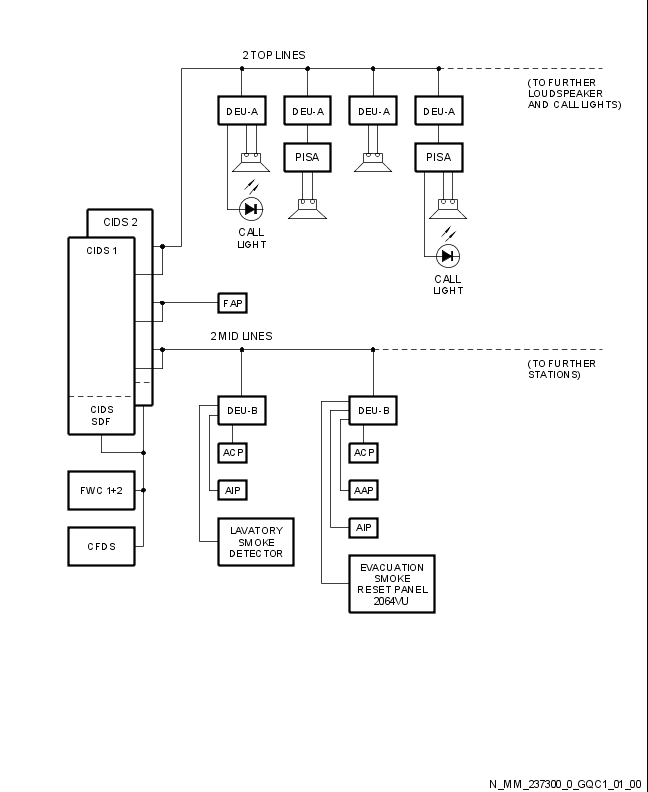 2 TOP LINES
(TO FURTHER
LOUDSPEAKER
AND CALL LIGHTS)
DEU-A
DEU-A
DEU-A
DEU-A
PISA
PISA
CALL
LIGHT
CALL
LIGHT
CIDS 2
CIDS 1
FAP
2 MID LINES
(TO FURTHER
STATIONS)
CIDS
SDF
DEU-B
DEU-B
ACP
ACP
FWC 1+2
AIP
AAP
CFDS
LAVATORY
SMOKE
DETECTOR
AIP
EVACUATION
SMOKE
RESET PANEL
2064VU
N_MM_237300_0_GQC1_01_00